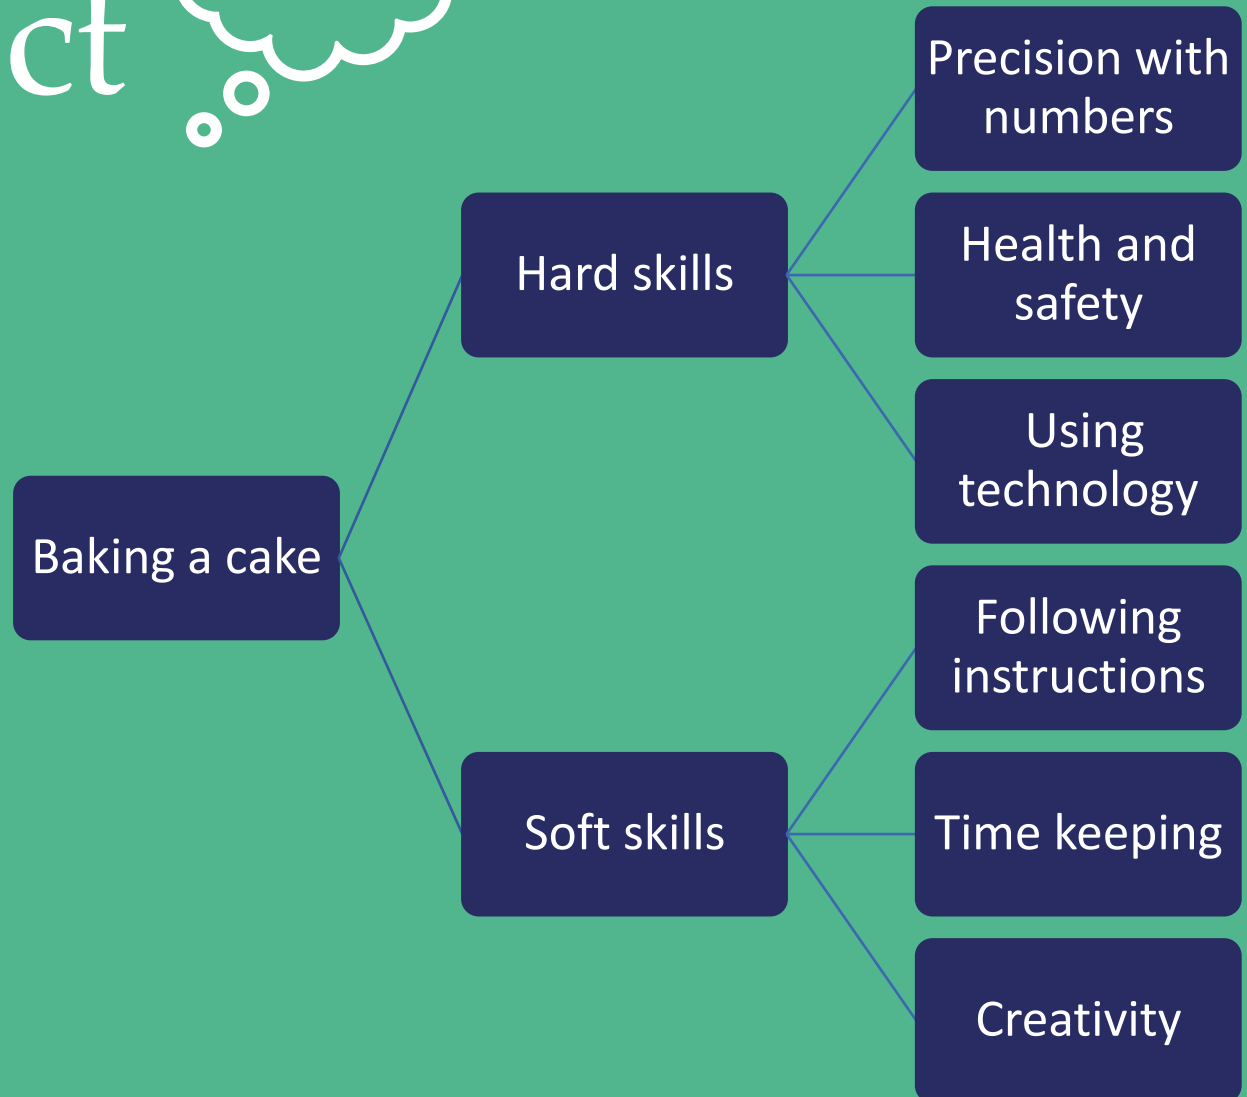 ct
Precision with
numbers
Hard skills
Health and
safety
Using
technology
Baking a cake
Following
instructions
Soft skills
Time keeping
Creativity